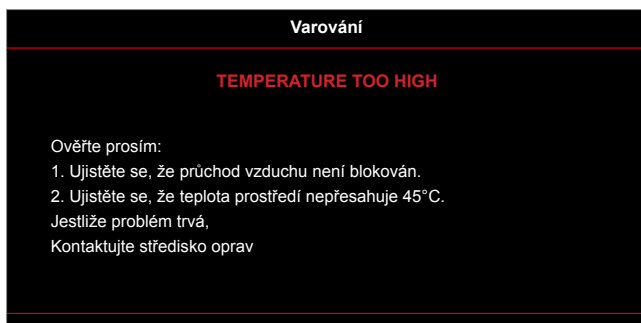 Varování
TEMPERATURE TOO HIGH
Ověřte prosím:
1. Ujistěte se, že průchod vzduchu není blokován.
2. Ujistěte se, že teplota prostředí nepřesahuje 45°C.
Jestliže problém trvá,
Kontaktujte středisko oprav